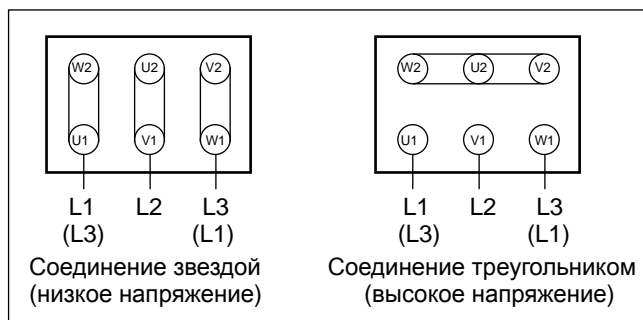 W2 U2 V2
U1 V1 W1
L1 L2 L3
(L3) (L1)
Соединение звездой
(низкое напряжение)
W2 U2 V2
U1 V1 W1
L1 L2 L3
(L3) (L1)
Соединение треугольником
(высокое напряжение)